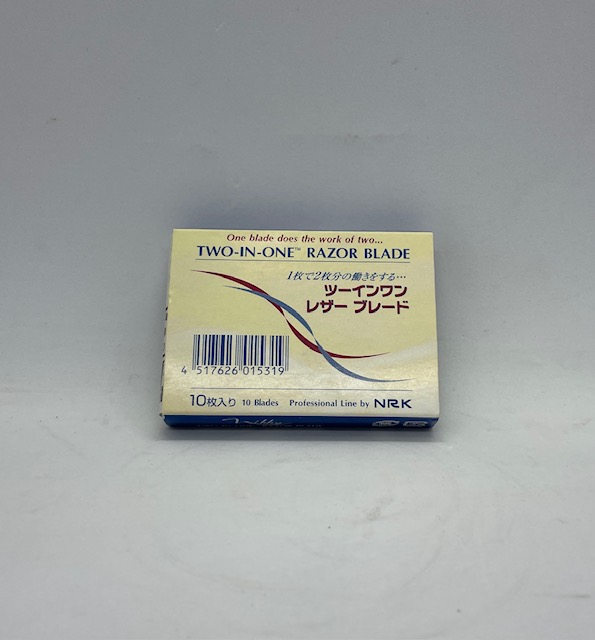 One blade does the work of two...
TWO-IN-ONE™ RAZOR BLADE
1枚で2枚分の働きをする…
ツーインワン
レザー ブレード
4 517626 015319
10枚入り 10 Blades Professional Line by NRK